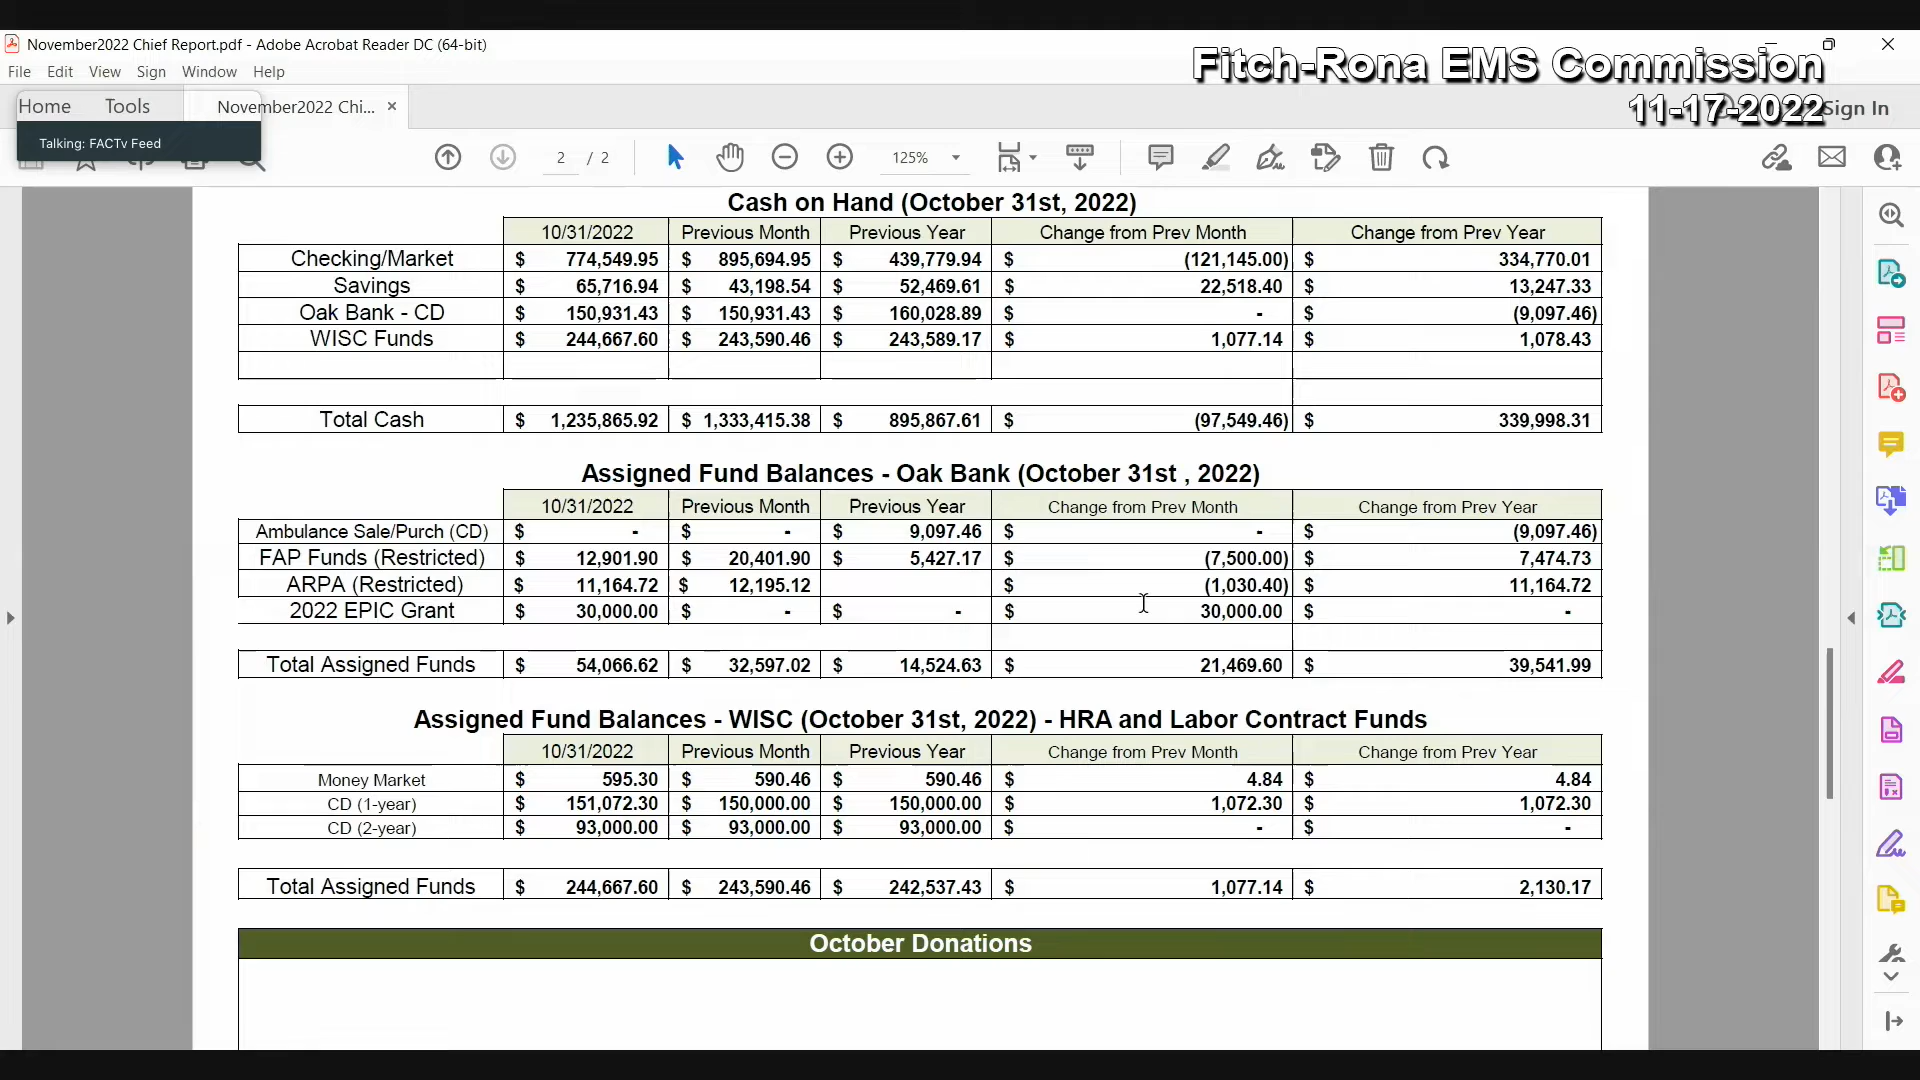 November2022 Chief Report.pdf - Adobe Acrobat Reader DC (64-bit)
Fitch-Rona EMS Commission
11-17-2022
File Edit View Sign Window Help
Home Tools November2022 Chi... × Sign In
Talking: FACTv Feed
2 / 2 125%
Cash on Hand (October 31st, 2022)
10/31/2022 Previous Month Previous Year Change from Prev Month Change from Prev Year
Checking/Market $ 774,549.95 $ 895,694.95 $ 439,779.94 $ (121,145.00) $ 334,770.01
Savings $ 65,716.94 $ 43,198.54 $ 52,469.61 $ 22,518.40 $ 13,247.33
Oak Bank - CD $ 150,931.43 $ 150,931.43 $ 160,028.89 $ - $ (9,097.46)
WISC Funds $ 244,667.60 $ 243,590.46 $ 243,589.17 $ 1,077.14 $ 1,078.43
Total Cash $ 1,235,865.92 $ 1,333,415.38 $ 895,867.61 $ (97,549.46) $ 339,998.31
Assigned Fund Balances - Oak Bank (October 31st , 2022)
10/31/2022 Previous Month Previous Year Change from Prev Month Change from Prev Year
Ambulance Sale/Purch (CD) $ - $ - $ 9,097.46 $ - $ (9,097.46)
FAP Funds (Restricted) $ 12,901.90 $ 20,401.90 $ 5,427.17 $ (7,500.00) $ 7,474.73
ARPA (Restricted) $ 11,164.72 $ 12,195.12 $ (1,030.40) $ 11,164.72
2022 EPIC Grant $ 30,000.00 $ - $ - $ 30,000.00 $ -
Total Assigned Funds $ 54,066.62 $ 32,597.02 $ 14,524.63 $ 21,469.60 $ 39,541.99
Assigned Fund Balances - WISC (October 31st, 2022) - HRA and Labor Contract Funds
10/31/2022 Previous Month Previous Year Change from Prev Month Change from Prev Year
Money Market $ 595.30 $ 590.46 $ 590.46 $ 4.84 $ 4.84
CD (1-year) $ 151,072.30 $ 150,000.00 $ 150,000.00 $ 1,072.30 $ 1,072.30
CD (2-year) $ 93,000.00 $ 93,000.00 $ 93,000.00 $ - $ -
Total Assigned Funds $ 244,667.60 $ 243,590.46 $ 242,537.43 $ 1,077.14 $ 2,130.17
October Donations